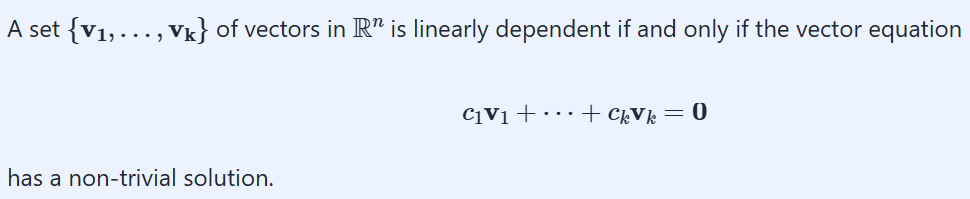 A set {𝐯₁, . . . , 𝐯ₖ} of vectors in ℝⁿ is linearly dependent if and only if the vector equation
c₁𝐯₁ + · · · + cₖ𝐯ₖ = 𝟎
has a non-trivial solution.